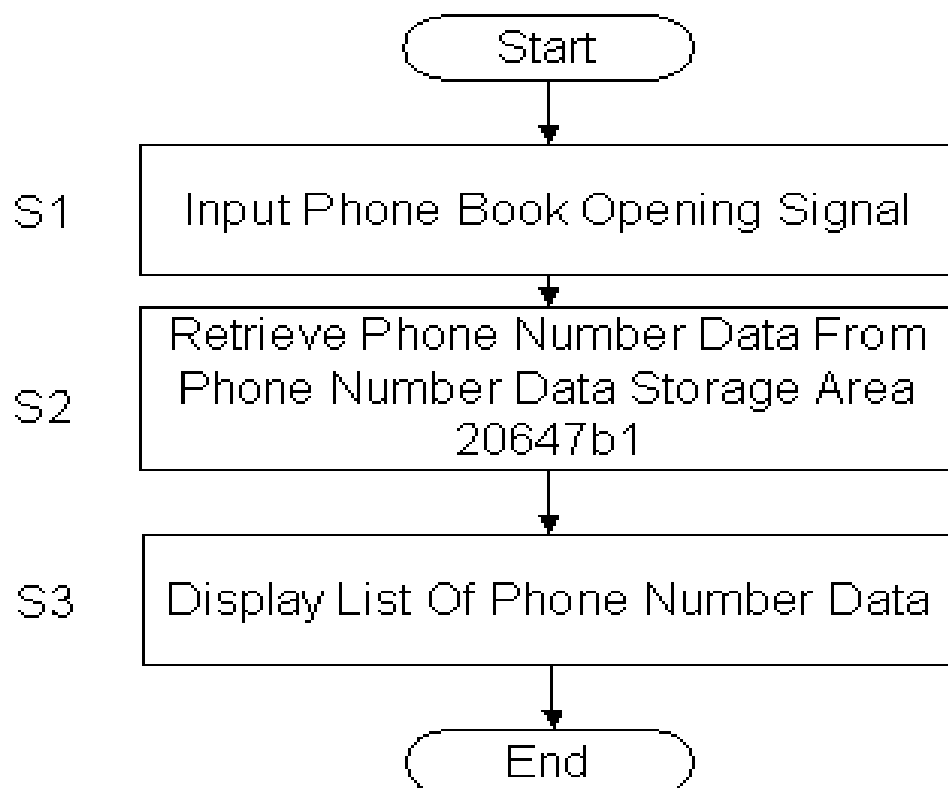 Start
S1
Input Phone Book Opening Signal
S2
Retrieve Phone Number Data From
Phone Number Data Storage Area
20647b1
S3
Display List Of Phone Number Data
End